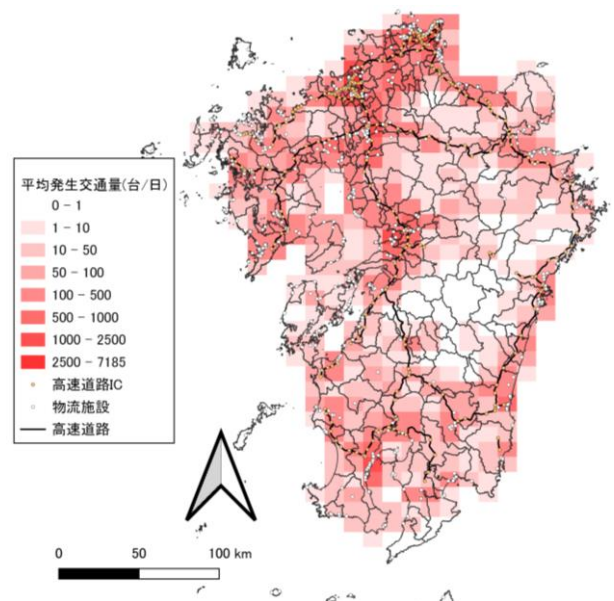 平均発生交通量(台/日)
0 - 1
1 - 10
10 - 50
50 - 100
100 - 500
500 - 1000
1000 - 2500
2500 - 7185
高速道路IC
物流施設
高速道路
0 50 100 km